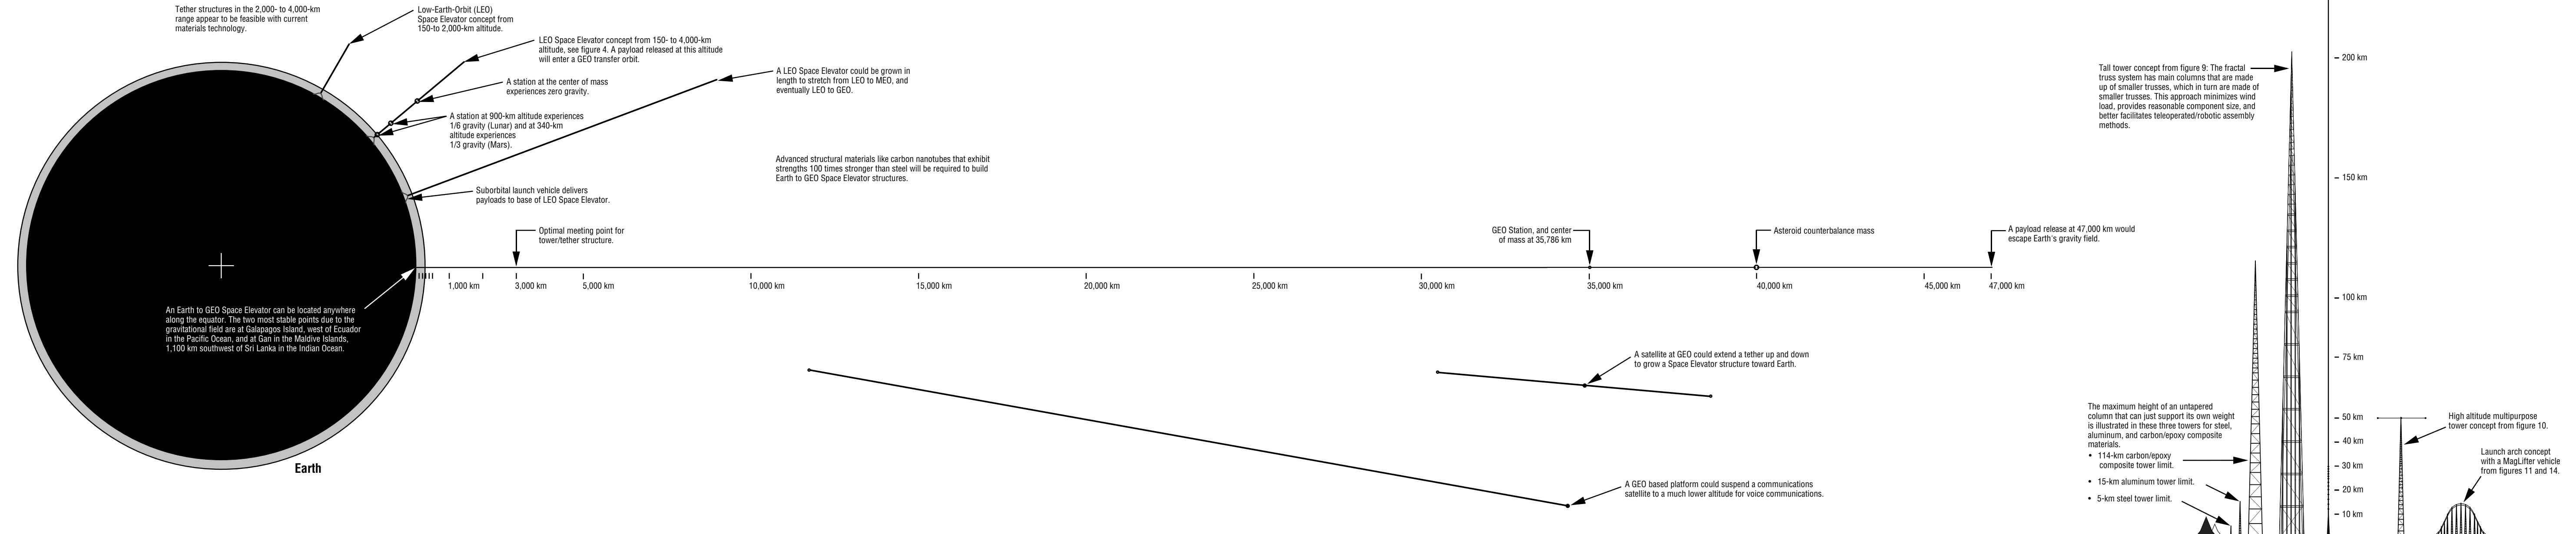 Tether structures in the 2,000- to 4,000-km
range appear to be feasible with current
materials technology.
Low-Earth-Orbit (LEO)
Space Elevator concept from
150-to 2,000-km altitude.
LEO Space Elevator concept from 150- to 4,000-km
altitude, see figure 4. A payload released at this altitude
will enter a GEO transfer orbit.
A station at the center of mass
experiences zero gravity.
A station at 900-km altitude experiences
1/6 gravity (Lunar) and at 340-km
altitude experiences
1/3 gravity (Mars).
Suborbital launch vehicle delivers
payloads to base of LEO Space Elevator.
A LEO Space Elevator could be grown in
length to stretch from LEO to MEO, and
eventually LEO to GEO.
Advanced structural materials like carbon nanotubes that exhibit
strengths 100 times stronger than steel will be required to build
Earth to GEO Space Elevator structures.
Optimal meeting point for
tower/tether structure.
GEO Station, and center
of mass at 35,786 km
Asteroid counterbalance mass
A payload release at 47,000 km would
escape Earth's gravity field.
1,000 km
3,000 km
5,000 km
10,000 km
15,000 km
20,000 km
25,000 km
30,000 km
35,000 km
40,000 km
45,000 km
47,000 km
An Earth to GEO Space Elevator can be located anywhere
along the equator. The two most stable points due to the
gravitational field are at Galapagos Island, west of Ecuador
in the Pacific Ocean, and at Gan in the Maldive Islands,
1,100 km southwest of Sri Lanka in the Indian Ocean.
Earth
A satellite at GEO could extend a tether up and down
to grow a Space Elevator structure toward Earth.
A GEO based platform could suspend a communications
satellite to a much lower altitude for voice communications.
Tall tower concept from figure 9: The fractal
truss system has main columns that are made
up of smaller trusses, which in turn are made of
smaller trusses. This approach minimizes wind
load, provides reasonable component size, and
better facilitates teleoperated/robotic assembly
methods.
The maximum height of an untapered
column that can just support its own weight
is illustrated in these three towers for steel,
aluminum, and carbon/epoxy composite
materials.
• 114-km carbon/epoxy
composite tower limit.
• 15-km aluminum tower limit.
• 5-km steel tower limit.
200 km
150 km
100 km
75 km
50 km
40 km
30 km
20 km
10 km
High altitude multipurpose
tower concept from figure 10.
Launch arch concept
with a MagLifter vehicle
from figures 11 and 14.